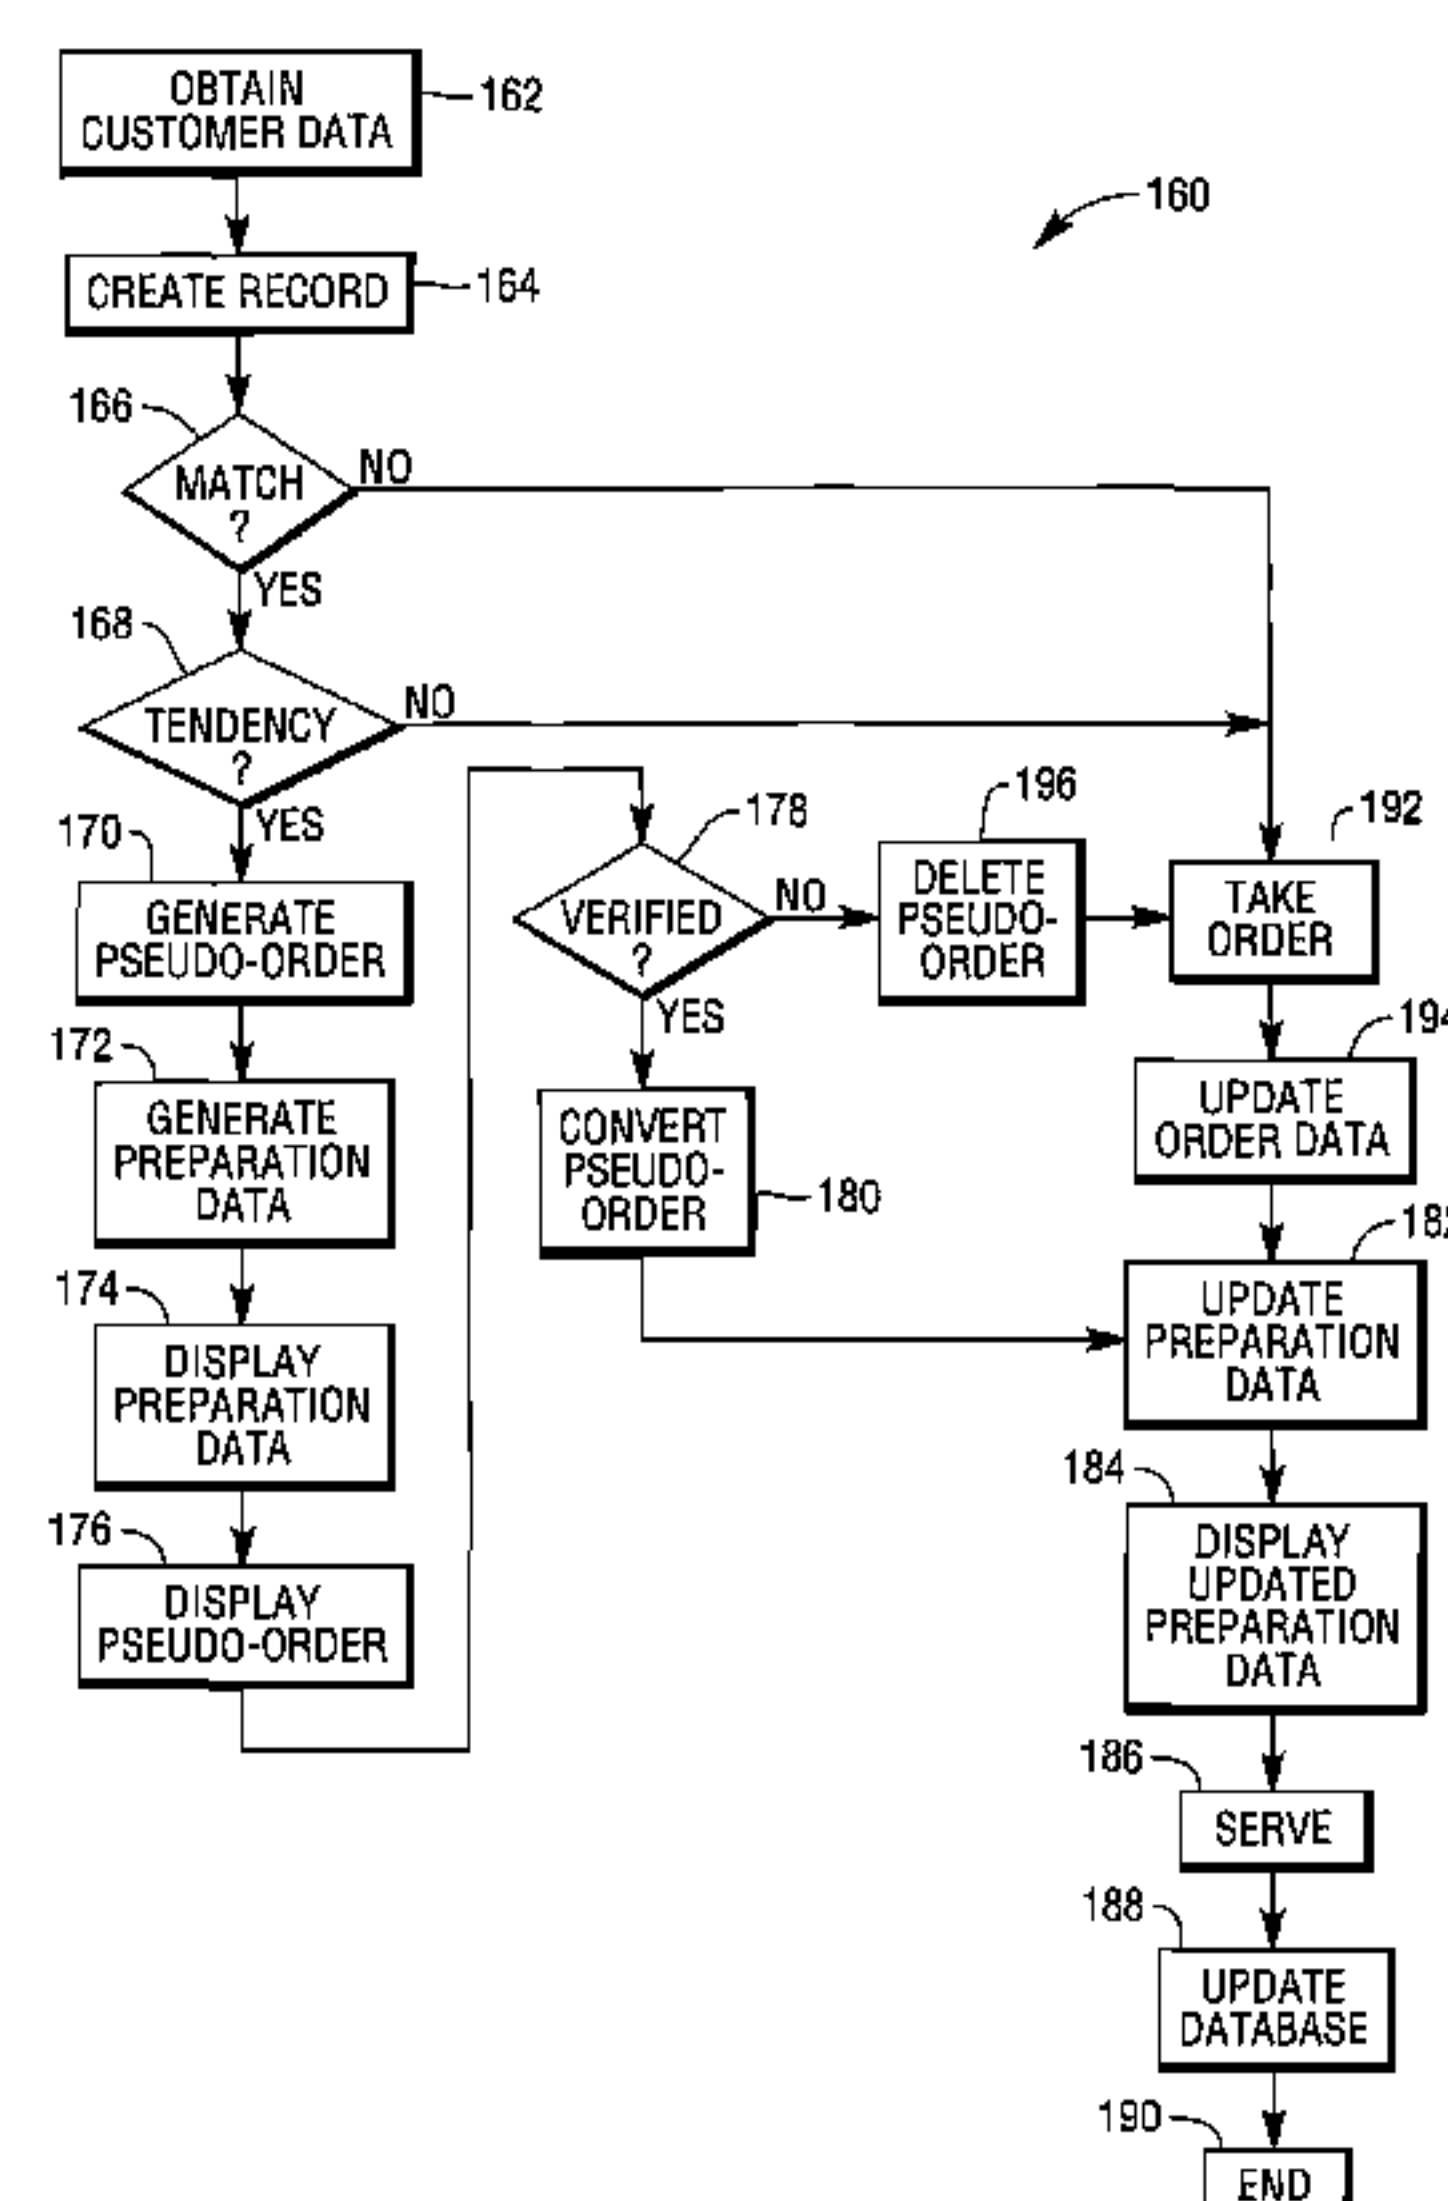 OBTAIN
CUSTOMER DATA
162
160
CREATE RECORD
164
166
MATCH
?
NO
YES
168
TENDENCY
?
NO
YES
170
GENERATE
PSEUDO-ORDER
172
GENERATE
PREPARATION
DATA
174
DISPLAY
PREPARATION
DATA
176
DISPLAY
PSEUDO-ORDER
178
VERIFIED
?
NO
YES
196
DELETE
PSEUDO-
ORDER
CONVERT
PSEUDO-
ORDER
180
192
TAKE
ORDER
194
UPDATE
ORDER DATA
182
UPDATE
PREPARATION
DATA
184
DISPLAY
UPDATED
PREPARATION
DATA
186
SERVE
188
UPDATE
DATABASE
190
END